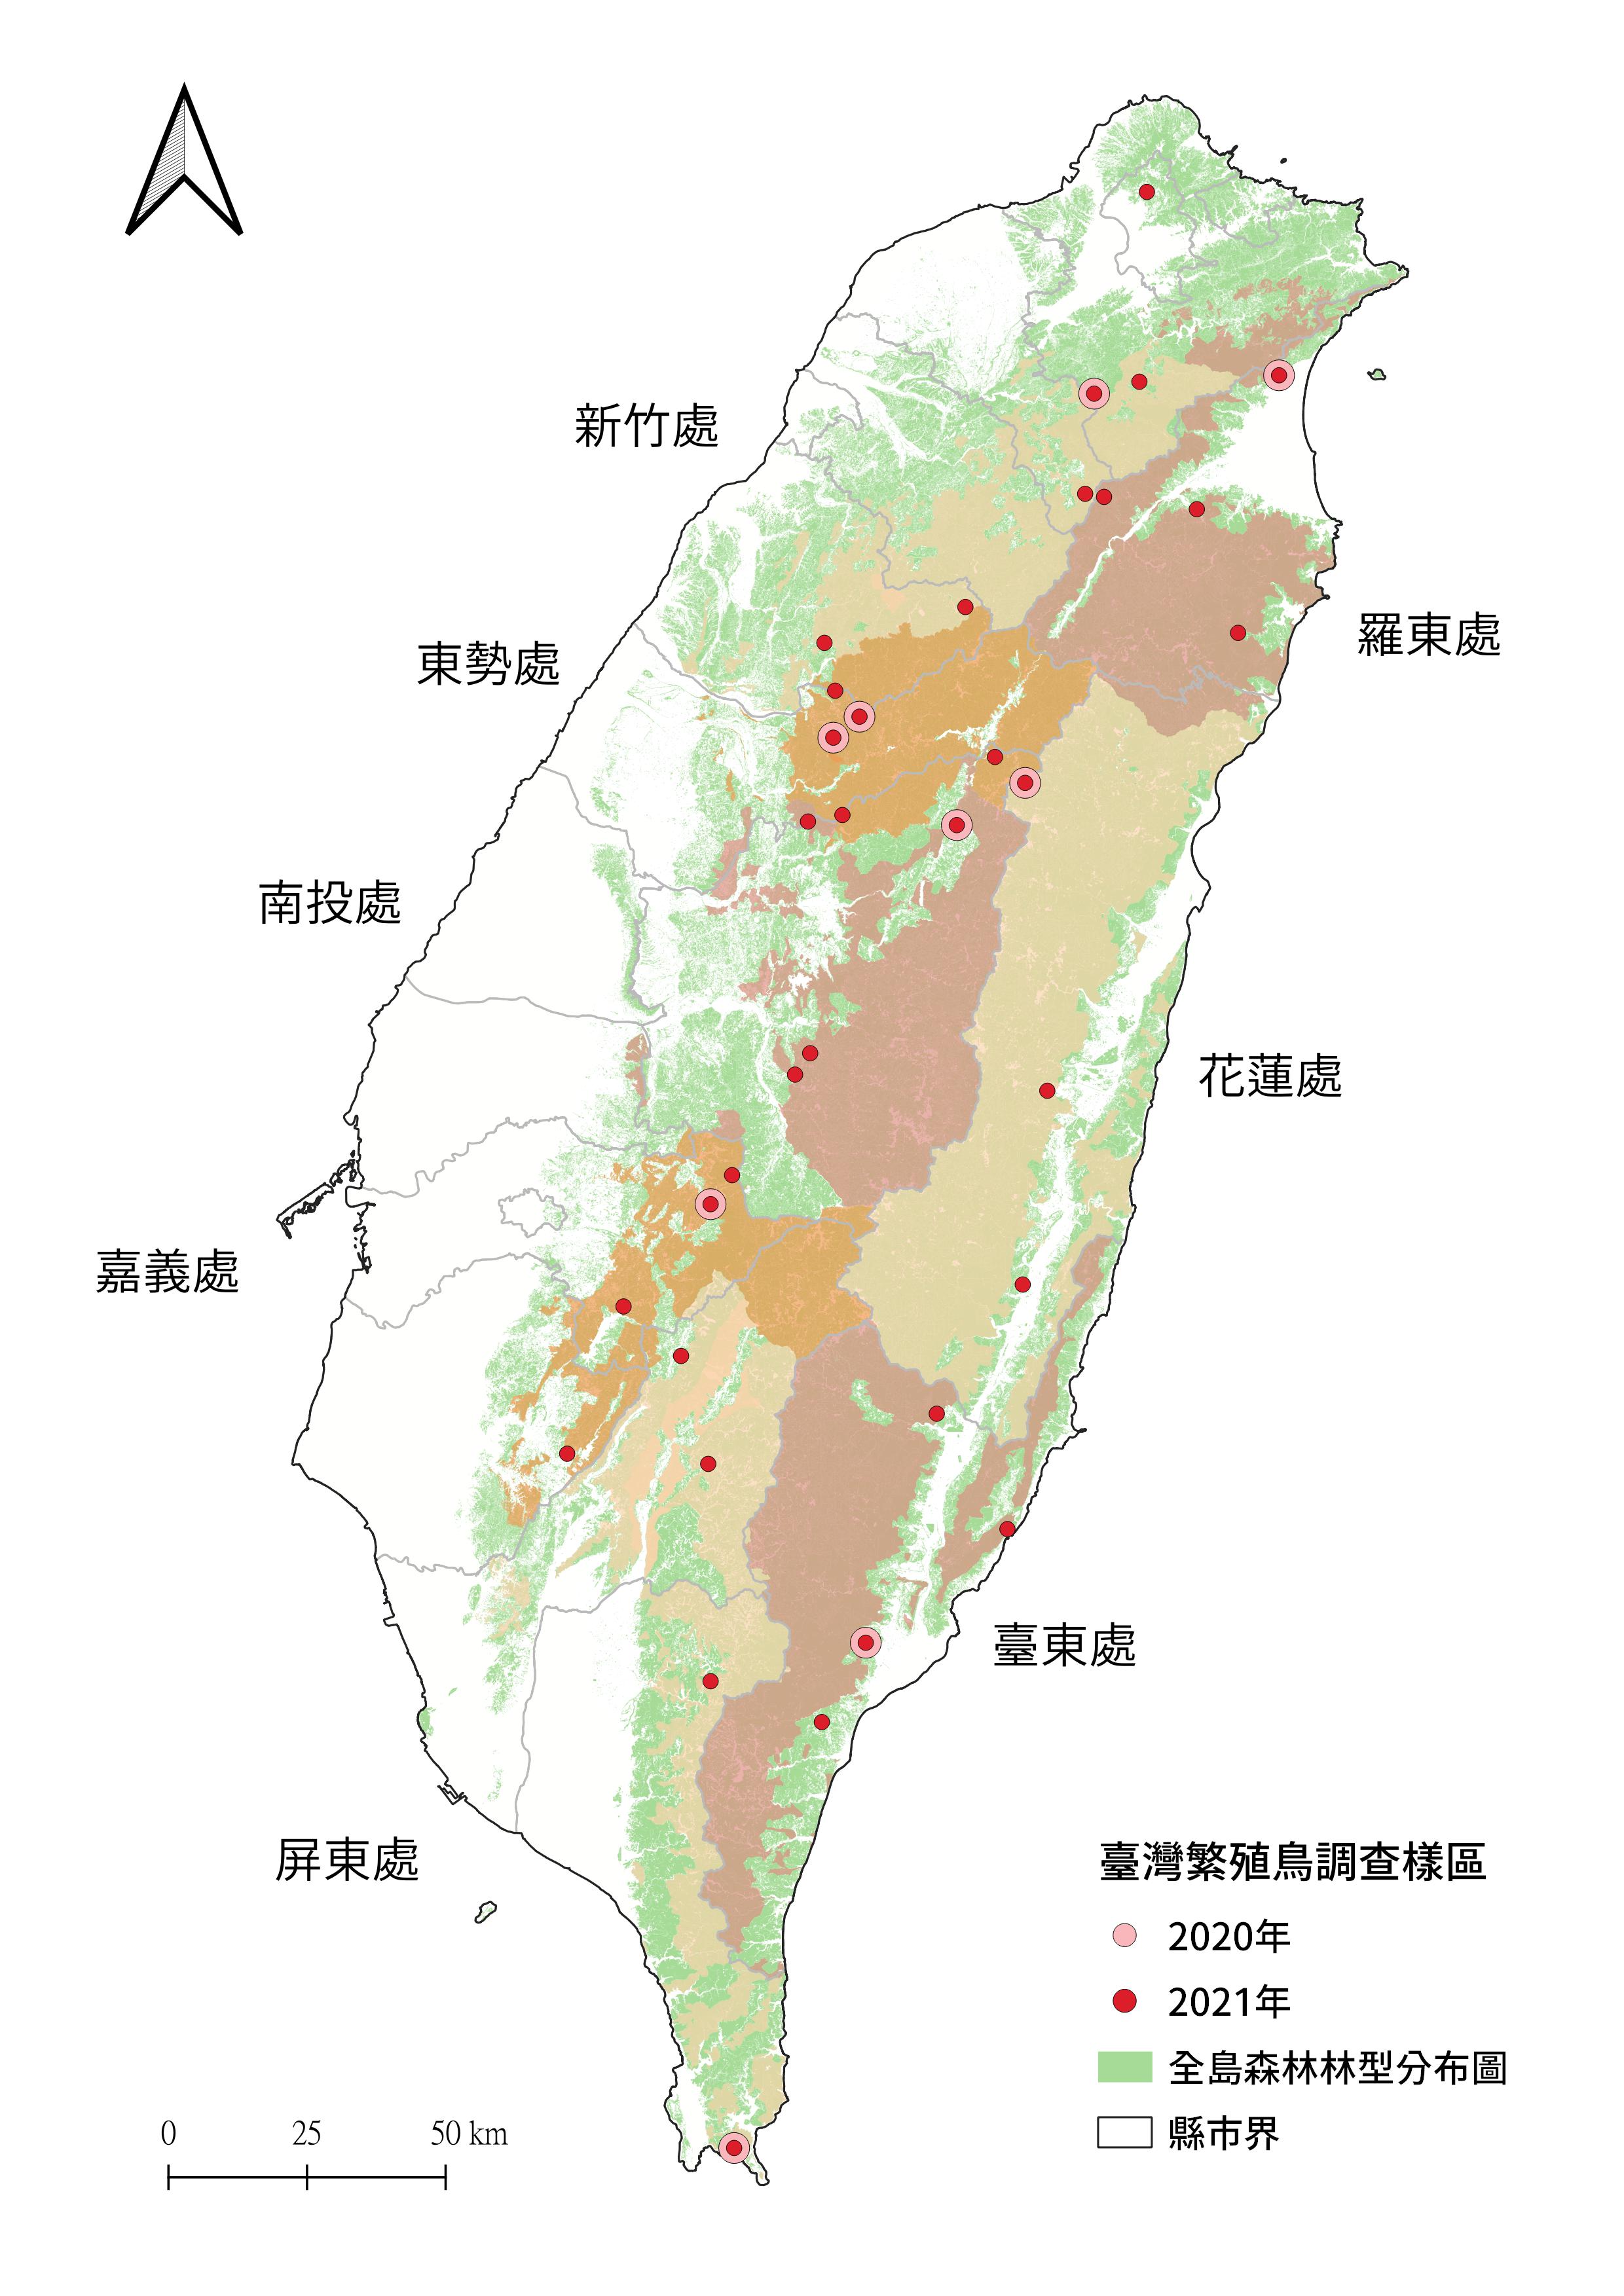 新竹處
東勢處
羅東處
南投處
花蓮處
嘉義處
臺東處
屏東處
臺灣繁殖鳥調查樣區
2020年
2021年
全島森林林型分布圖
縣市界
0 25 50 km